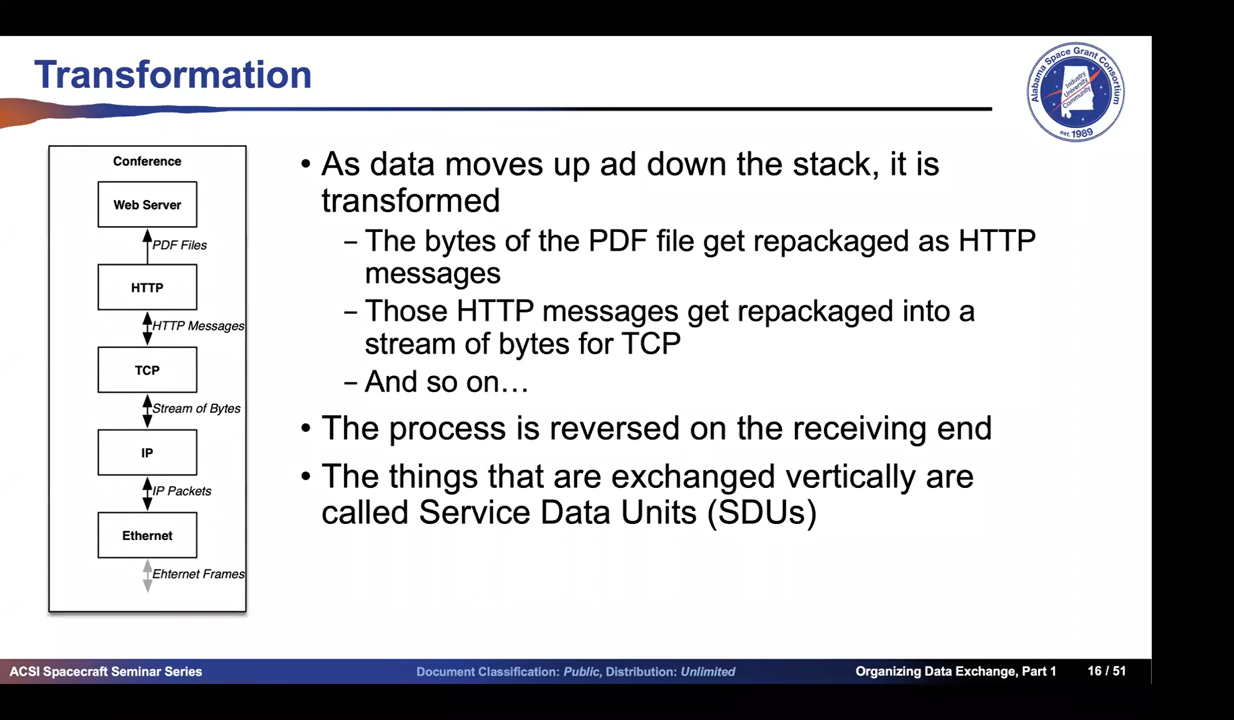 Transformation
Alabama Space Grant Consortium
Industry
University
Community
est. 1989
Conference
Web Server
PDF Files
HTTP
HTTP Messages
TCP
Stream of Bytes
IP
IP Packets
Ethernet
Ehternet Frames
• As data moves up ad down the stack, it is
transformed
– The bytes of the PDF file get repackaged as HTTP
messages
– Those HTTP messages get repackaged into a
stream of bytes for TCP
– And so on…
• The process is reversed on the receiving end
• The things that are exchanged vertically are
called Service Data Units (SDUs)
ACSI Spacecraft Seminar Series
Document Classification: Public, Distribution: Unlimited
Organizing Data Exchange, Part 1
16 / 51